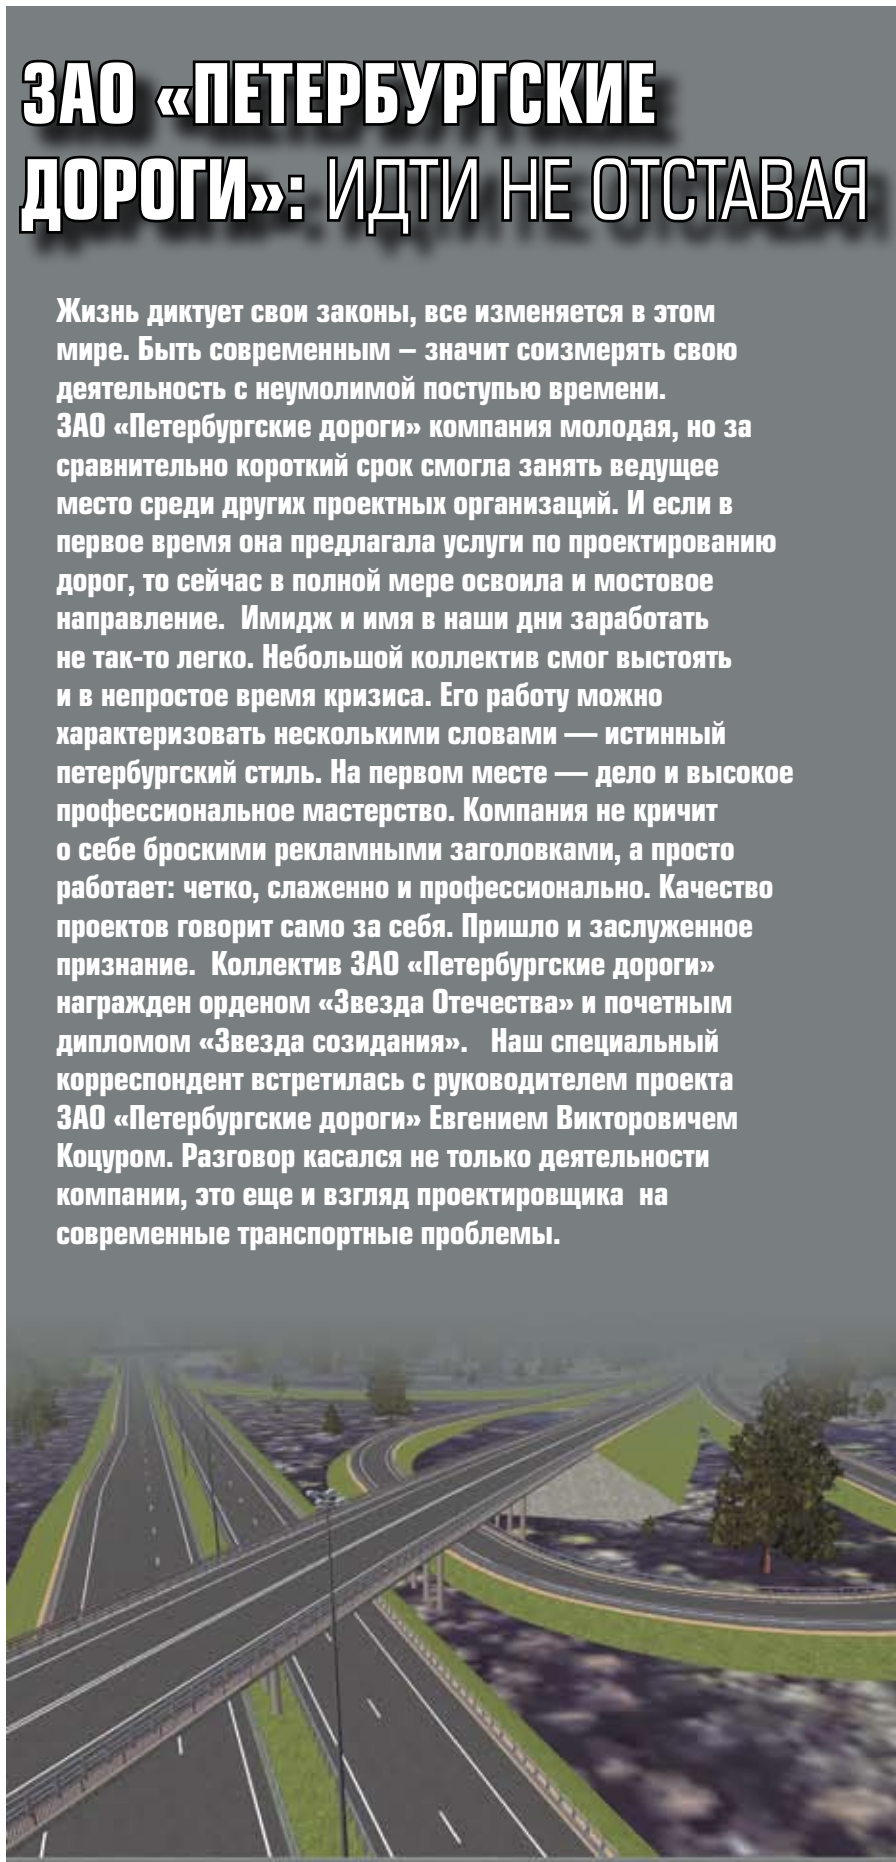 ЗАО «ПЕТЕРБУРГСКИЕ
ДОРОГИ»: ИДТИ НЕ ОТСТАВАЯ
Жизнь диктует свои законы, все изменяется в этом
мире. Быть современным – значит соизмерять свою
деятельность с неумолимой поступью времени.
ЗАО «Петербургские дороги» компания молодая, но за
сравнительно короткий срок смогла занять ведущее
место среди других проектных организаций. И если в
первое время она предлагала услуги по проектированию
дорог, то сейчас в полной мере освоила и мостовое
направление.  Имидж и имя в наши дни заработать
не так-то легко. Небольшой коллектив смог выстоять
и в непростое время кризиса. Его работу можно
характеризовать несколькими словами — истинный
петербургский стиль. На первом месте — дело и высокое
профессиональное мастерство. Компания не кричит
о себе броскими рекламными заголовками, а просто
работает: четко, слаженно и профессионально. Качество
проектов говорит само за себя. Пришло и заслуженное
признание.  Коллектив ЗАО «Петербургские дороги»
награжден орденом «Звезда Отечества» и почетным
дипломом «Звезда созидания».   Наш специальный
корреспондент встретилась с руководителем проекта
ЗАО «Петербургские дороги» Евгением Викторовичем
Коцуром. Разговор касался не только деятельности
компании, это еще и взгляд проектировщика  на
современные транспортные проблемы.